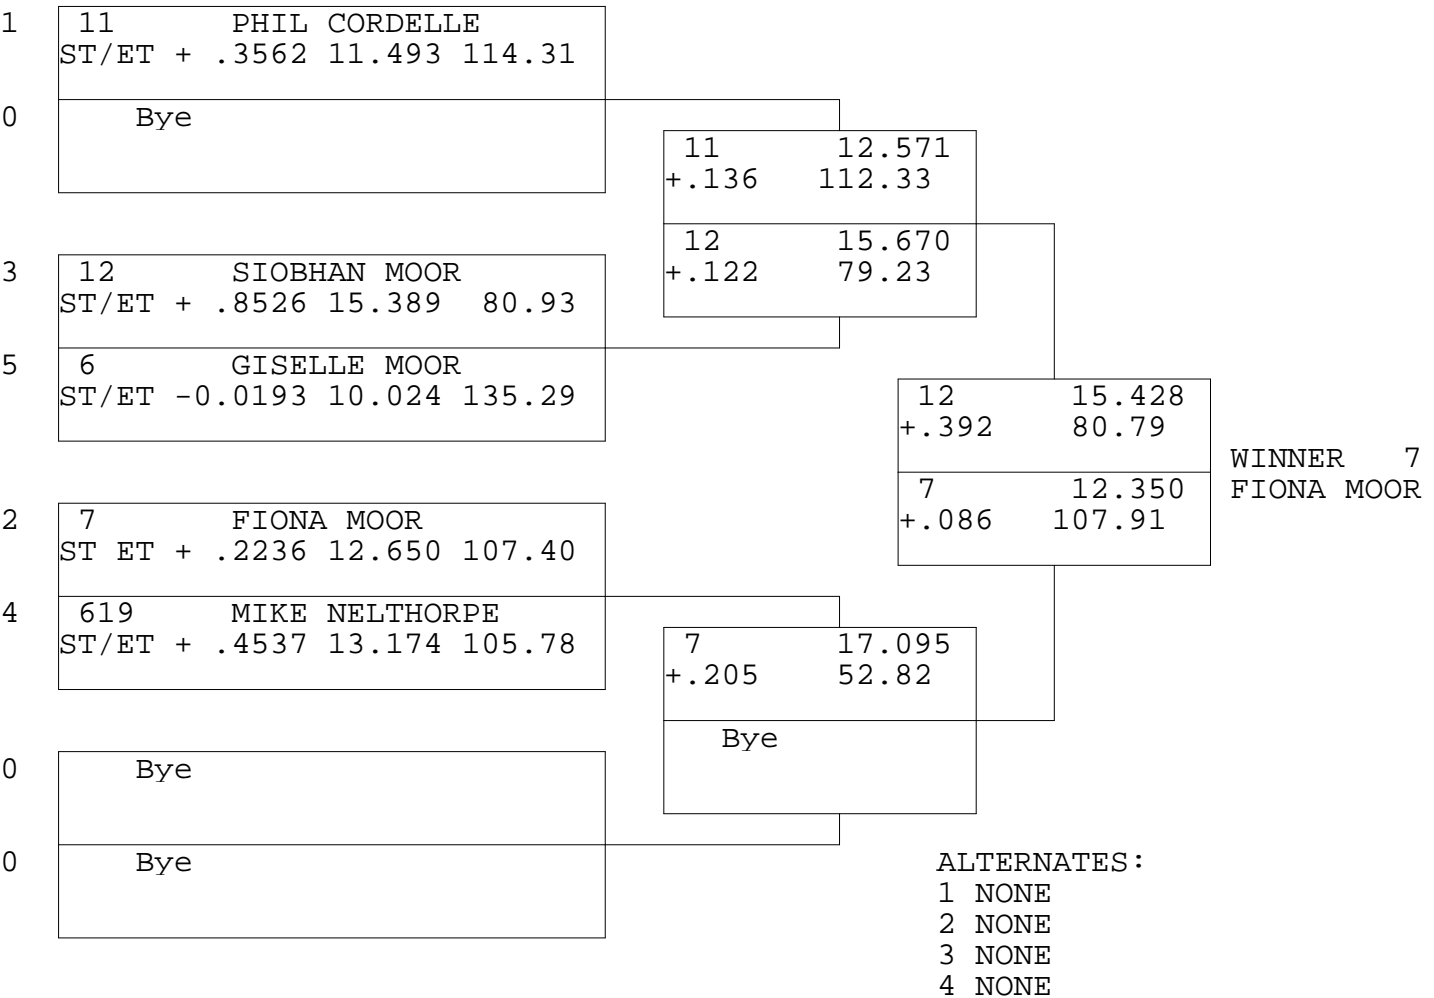 1 11 PHIL CORDELLE
ST/ET + .3562 11.493 114.31
0 Bye
3 12 SIOBHAN MOOR
ST/ET + .8526 15.389 80.93
5 6 GISELLE MOOR
ST/ET -0.0193 10.024 135.29
2 7 FIONA MOOR
ST ET + .2236 12.650 107.40
4 619 MIKE NELTHORPE
ST/ET + .4537 13.174 105.78
0 Bye
0 Bye
11 12.571
+.136 112.33
12 15.670
+.122 79.23
7 17.095
+.205 52.82
Bye
12 15.428
+.392 80.79
7 12.350
+.086 107.91
WINNER 7
FIONA MOOR
ALTERNATES:
1 NONE
2 NONE
3 NONE
4 NONE